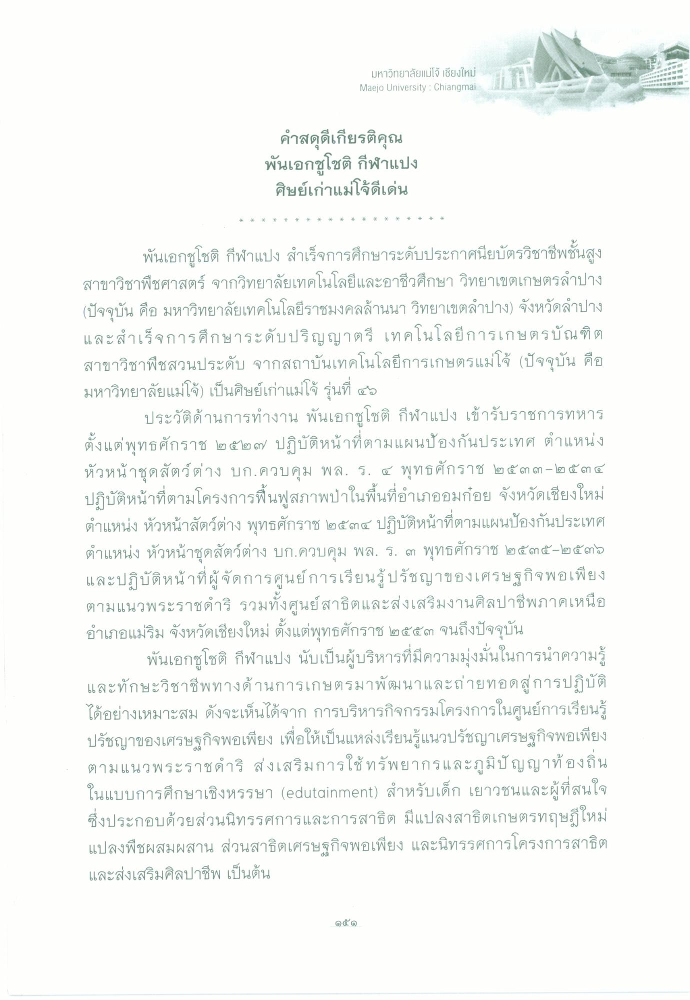 มหาวิทยาลัยแม่โจ้ เชียงใหม่
Maejo University : Chiangmai
คำสดุดีเกียรติคุณ
พันเอกชูโชติ กีฬาแปง
ศิษย์เก่าแม่โจ้ดีเด่น
* * * * * * * * * * * * * * * * * * *
พันเอกชูโชติ กีฬาแปง สำเร็จการศึกษาระดับประกาศนียบัตรวิชาชีพชั้นสูง
สาขาวิชาพืชศาสตร์ จากวิทยาลัยเทคโนโลยีและอาชีวศึกษา วิทยาเขตเกษตรลำปาง
(ปัจจุบัน คือ มหาวิทยาลัยเทคโนโลยีราชมงคลล้านนา วิทยาเขตลำปาง) จังหวัดลำปาง
และสำเร็จการศึกษาระดับปริญญาตรี เทคโนโลยีการเกษตรบัณฑิต
สาขาวิชาพืชสวนประดับ จากสถาบันเทคโนโลยีการเกษตรแม่โจ้ (ปัจจุบัน คือ
มหาวิทยาลัยแม่โจ้) เป็นศิษย์เก่าแม่โจ้ รุ่นที่ ๔๖
ประวัติด้านการทำงาน พันเอกชูโชติ กีฬาแปง เข้ารับราชการทหาร
ตั้งแต่พุทธศักราช ๒๕๒๗ ปฏิบัติหน้าที่ตามแผนป้องกันประเทศ ตำแหน่ง
หัวหน้าชุดสัตว์ต่าง บก.ควบคุม พล. ร. ๔ พุทธศักราช ๒๕๓๓-๒๕๓๔
ปฏิบัติหน้าที่ตามโครงการฟื้นฟูสภาพป่าในพื้นที่อำเภออมก๋อย จังหวัดเชียงใหม่
ตำแหน่ง หัวหน้าสัตว์ต่าง พุทธศักราช ๒๕๓๔ ปฏิบัติหน้าที่ตามแผนป้องกันประเทศ
ตำแหน่ง หัวหน้าชุดสัตว์ต่าง บก.ควบคุม พล. ร. ๓ พุทธศักราช ๒๕๓๕-๒๕๓๖
และปฏิบัติหน้าที่ผู้จัดการศูนย์การเรียนรู้ปรัชญาของเศรษฐกิจพอเพียง
ตามแนวพระราชดำริ รวมทั้งศูนย์สาธิตและส่งเสริมงานศิลปาชีพภาคเหนือ
อำเภอแม่ริม จังหวัดเชียงใหม่ ตั้งแต่พุทธศักราช ๒๕๕๓ จนถึงปัจจุบัน
พันเอกชูโชติ กีฬาแปง นับเป็นผู้บริหารที่มีความมุ่งมั่นในการนำความรู้
และทักษะวิชาชีพทางด้านการเกษตรมาพัฒนาและถ่ายทอดสู่การปฏิบัติ
ได้อย่างเหมาะสม ดังจะเห็นได้จาก การบริหารกิจกรรมโครงการในศูนย์การเรียนรู้
ปรัชญาของเศรษฐกิจพอเพียง เพื่อให้เป็นแหล่งเรียนรู้แนวปรัชญาเศรษฐกิจพอเพียง
ตามแนวพระราชดำริ ส่งเสริมการใช้ทรัพยากรและภูมิปัญญาท้องถิ่น
ในแบบการศึกษาเชิงหรรษา (edutainment) สำหรับเด็ก เยาวชนและผู้ที่สนใจ
ซึ่งประกอบด้วยส่วนนิทรรศการและการสาธิต มีแปลงสาธิตเกษตรทฤษฎีใหม่
แปลงพืชผสมผสาน ส่วนสาธิตเศรษฐกิจพอเพียง และนิทรรศการโครงการสาธิต
และส่งเสริมศิลปาชีพ เป็นต้น
๑๕๑